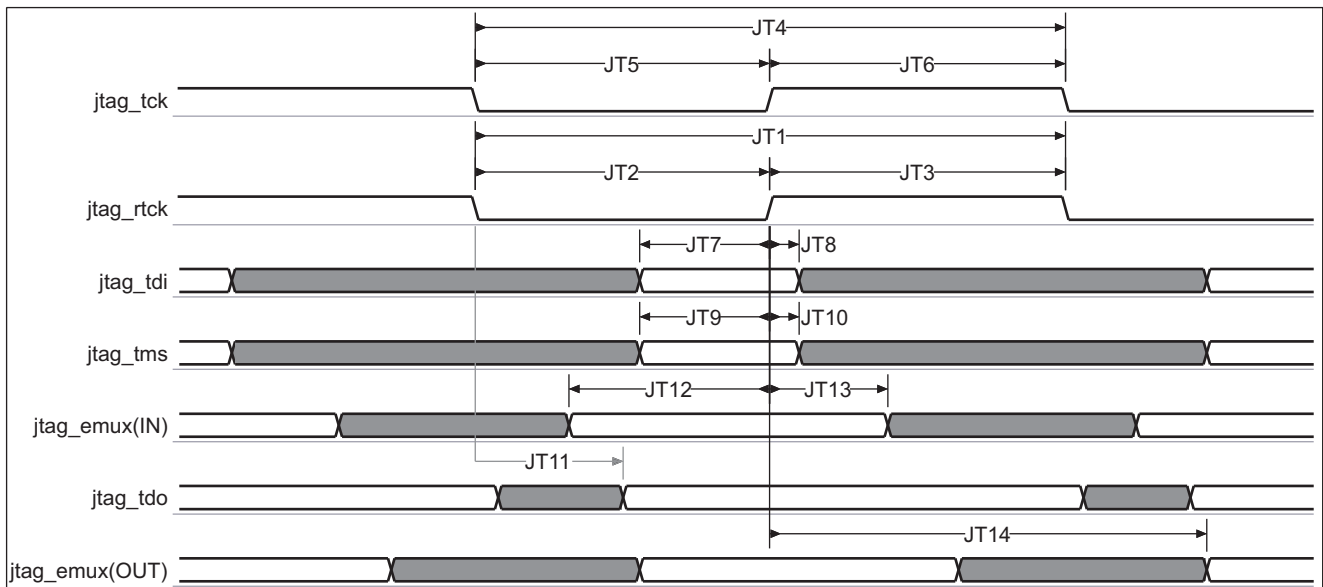 JT4
JT5 JT6
jtag_tck
JT1
JT2 JT3
jtag_rtck
JT7 JT8
jtag_tdi
JT9 JT10
jtag_tms
JT12 JT13
jtag_emux(IN)
JT11
jtag_tdo
JT14
jtag_emux(OUT)